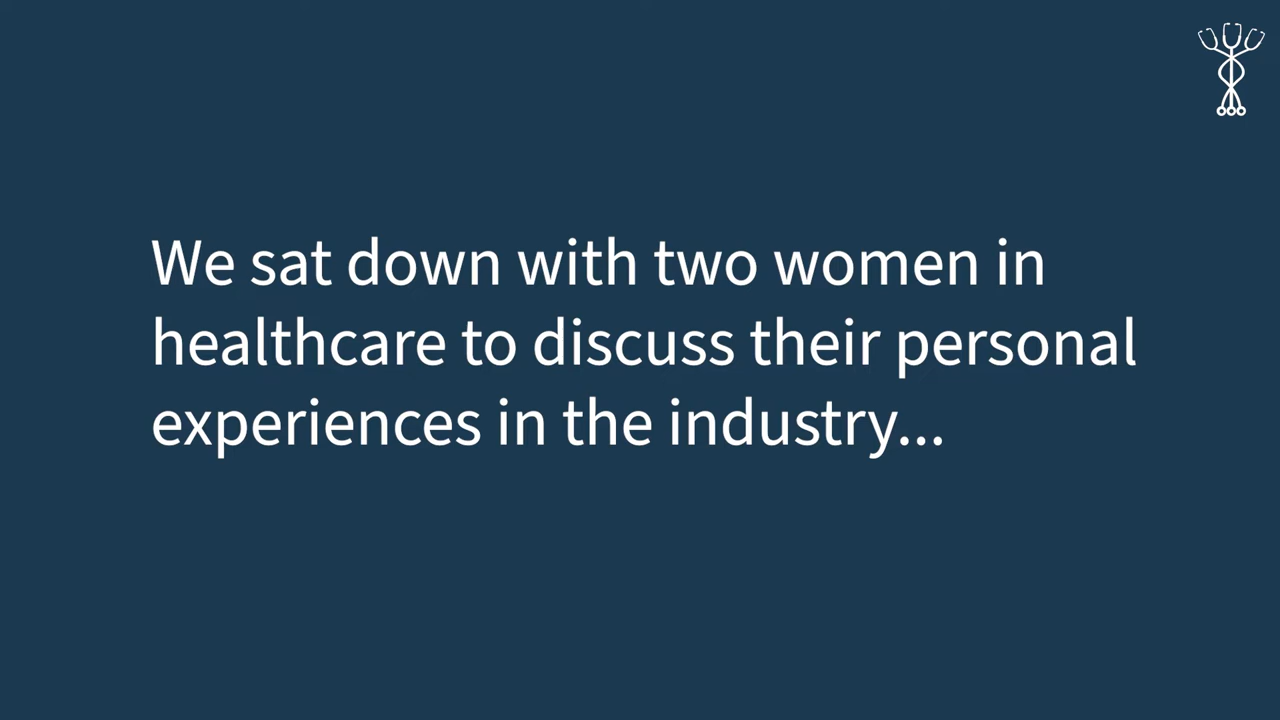 We sat down with two women in
healthcare to discuss their personal
experiences in the industry...